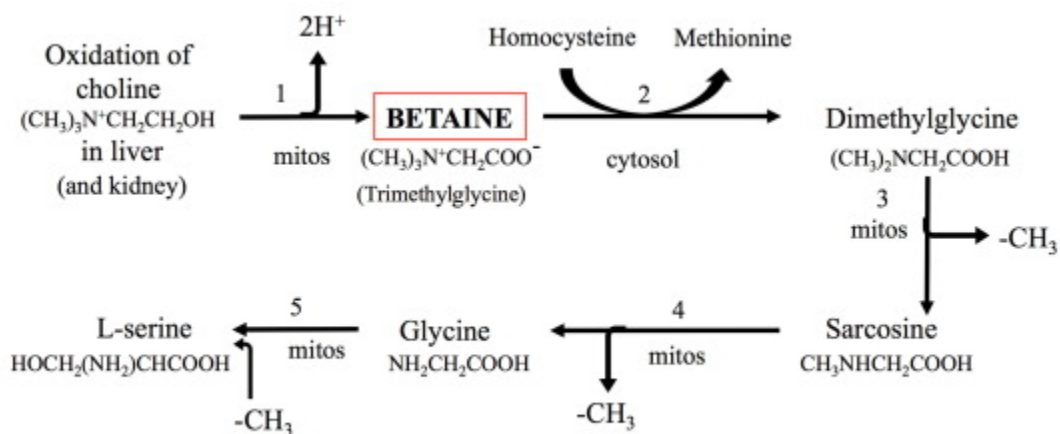 Oxidation of
choline
(CH₃)₃N⁺CH₂CH₂OH
in liver
(and kidney)
1
2H⁺
mitos
BETAINE
(CH₃)₃N⁺CH₂COO⁻
(Trimethylglycine)
Homocysteine
Methionine
2
cytosol
Dimethylglycine
(CH₃)₂NCH₂COOH
3
mitos
-CH₃
Sarcosine
CH₃NHCH₂COOH
4
mitos
-CH₃
Glycine
NH₂CH₂COOH
5
mitos
L-serine
HOCH₂(NH₂)CHCOOH
-CH₃